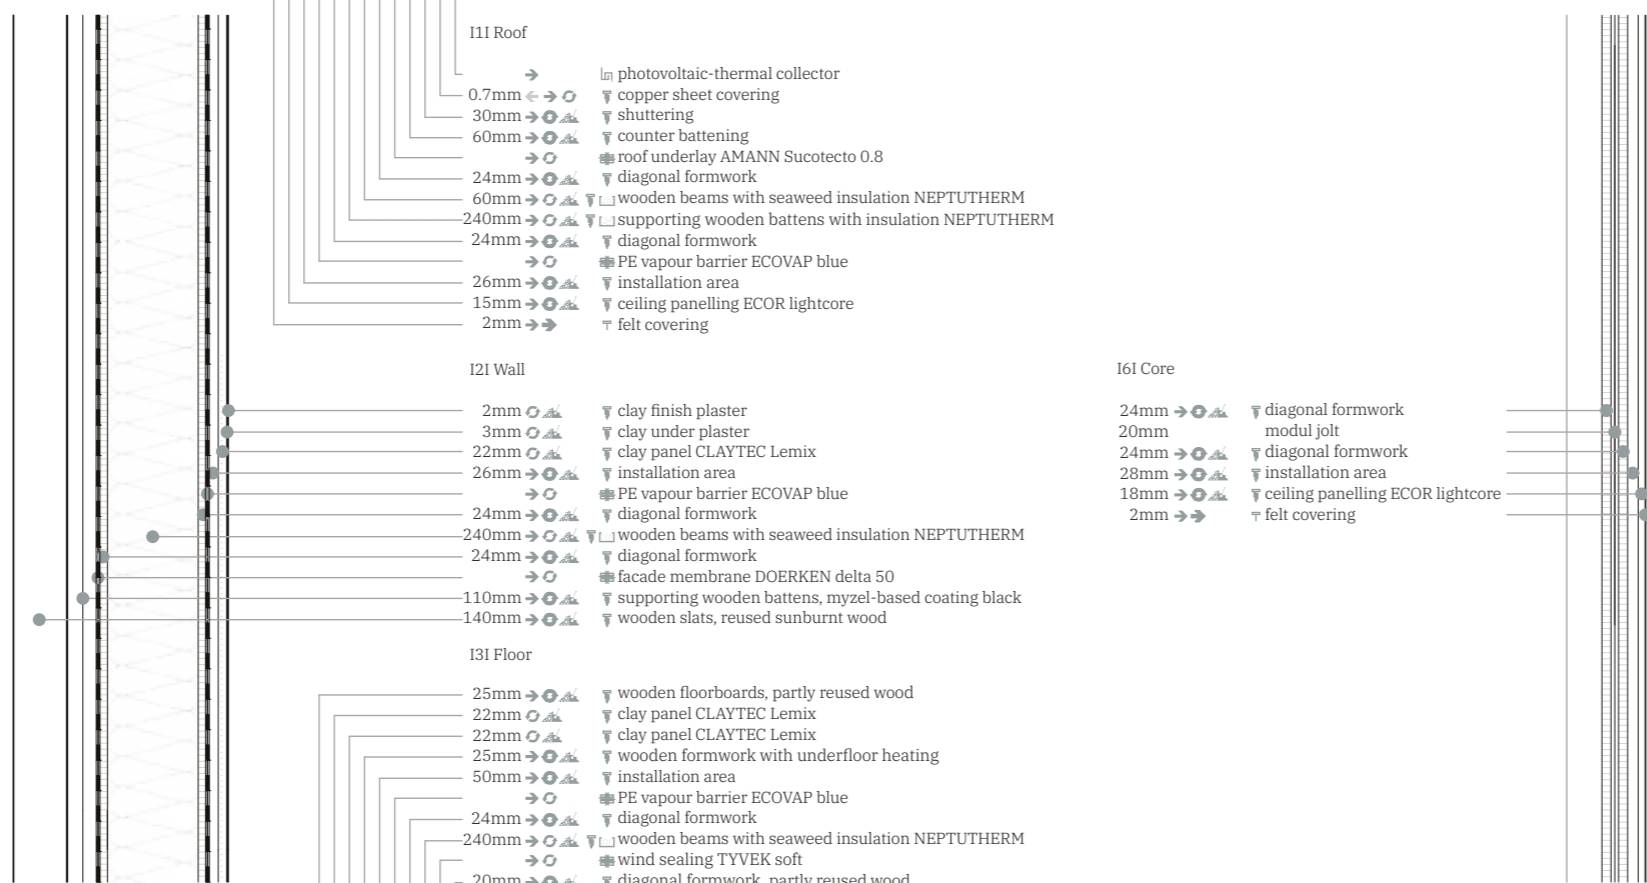 I1I Roof
photovoltaic-thermal collector
0.7mm copper sheet covering
30mm shuttering
60mm counter battening
roof underlay AMANN Sucotecto 0.8
24mm diagonal formwork
60mm wooden beams with seaweed insulation NEPTUTHERM
240mm supporting wooden battens with insulation NEPTUTHERM
24mm diagonal formwork
PE vapour barrier ECOVAP blue
26mm installation area
15mm ceiling panelling ECOR lightcore
2mm felt covering
I2I Wall
2mm clay finish plaster
3mm clay under plaster
22mm clay panel CLAYTEC Lemix
26mm installation area
PE vapour barrier ECOVAP blue
24mm diagonal formwork
240mm wooden beams with seaweed insulation NEPTUTHERM
24mm diagonal formwork
facade membrane DOERKEN delta 50
110mm supporting wooden battens, myzel-based coating black
140mm wooden slats, reused sunburnt wood
I6I Core
24mm diagonal formwork
20mm modul jolt
24mm diagonal formwork
28mm installation area
18mm ceiling panelling ECOR lightcore
2mm felt covering
I3I Floor
25mm wooden floorboards, partly reused wood
22mm clay panel CLAYTEC Lemix
22mm clay panel CLAYTEC Lemix
25mm wooden formwork with underfloor heating
50mm installation area
PE vapour barrier ECOVAP blue
24mm diagonal formwork
240mm wooden beams with seaweed insulation NEPTUTHERM
wind sealing TYVEK soft
20mm diagonal formwork, partly reused wood